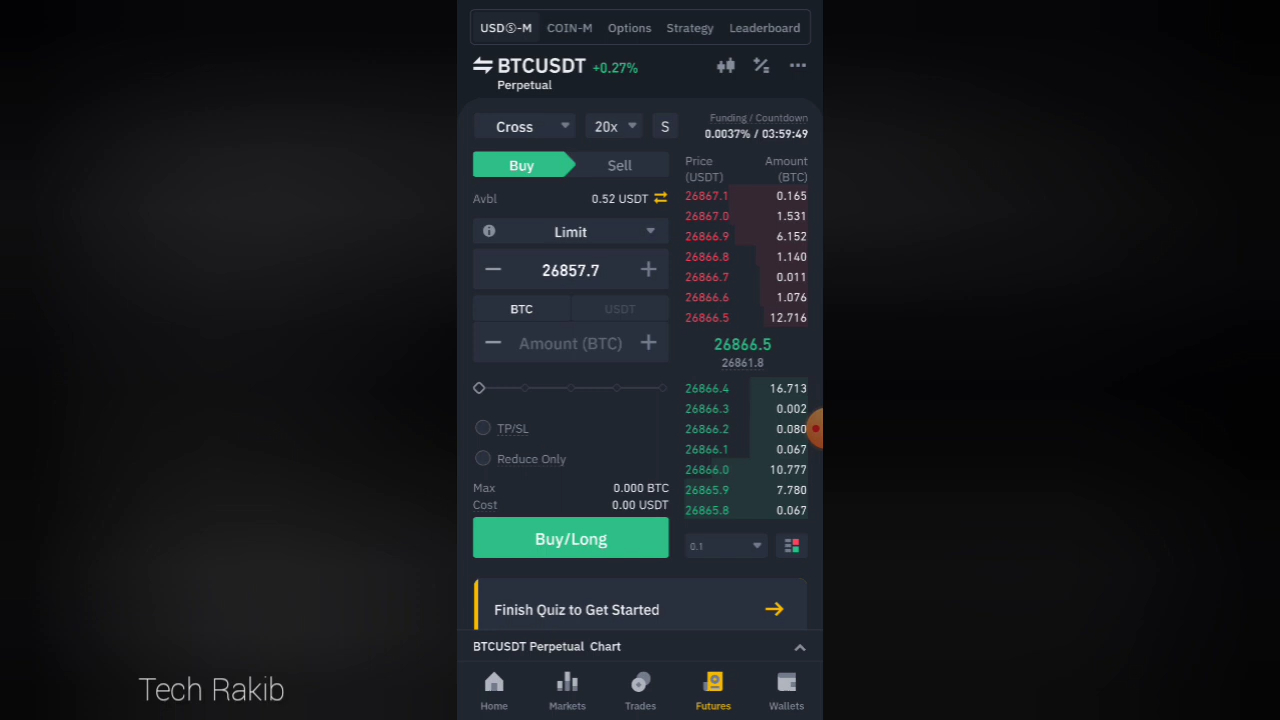 USDⓈ-M COIN-M Options Strategy Leaderboard
BTCUSDT +0.27%
Perpetual
Cross 20x S
Funding / Countdown
0.0037% / 03:59:49
Buy Sell
Avbl 0.52 USDT
Limit
26857.7
BTC USDT
Amount (BTC)
TP/SL
Reduce Only
Max 0.000 BTC
Cost 0.00 USDT
Buy/Long
Price Amount
(USDT) (BTC)
26867.1 0.165
26867.0 1.531
26866.9 6.152
26866.8 1.140
26866.7 0.011
26866.6 1.076
26866.5 12.716
26866.5
26861.8
26866.4 16.713
26866.3 0.002
26866.2 0.080
26866.1 0.067
26866.0 10.777
26865.9 7.780
26865.8 0.067
0.1
Finish Quiz to Get Started
BTCUSDT Perpetual Chart
Home Markets Trades Futures Wallets
Tech Rakib